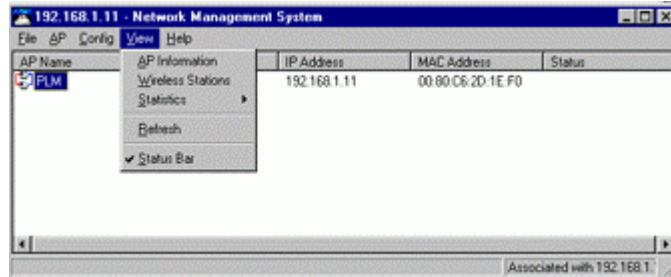 192.168.1.11 - Network Management System
File AP Config View Help
AP Name IP Address MAC Address Status
PLM 192.168.1.11 00:80:C6:2D:1E:F0
AP Information
Wireless Stations
Statistics
Refresh
Status Bar
Associated with 192.168.1.